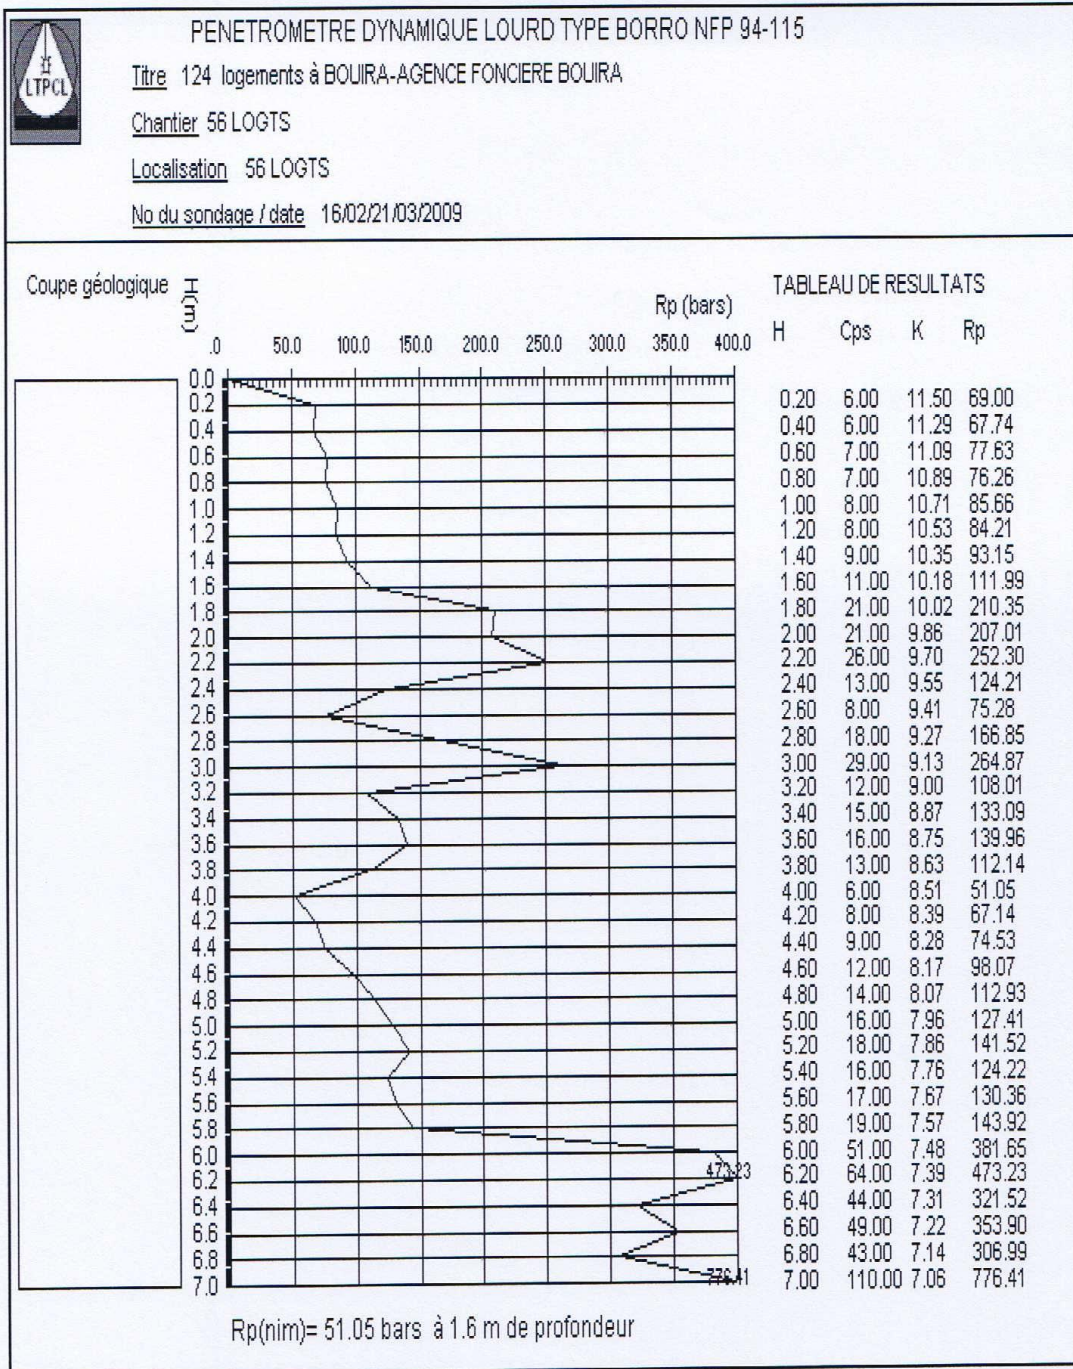 LTPCL
PENETROMETRE DYNAMIQUE LOURD TYPE BORRO NFP 94-115
Titre 124 logements à BOUIRA-AGENCE FONCIERE BOUIRA
Chantier 56 LOGTS
Localisation 56 LOGTS
No du sondage / date 16/02/21/03/2009
Coupe géologique
H(m)
Rp (bars)
.0 50.0 100.0 150.0 200.0 250.0 300.0 350.0 400.0
0.0
0.2
0.4
0.6
0.8
1.0
1.2
1.4
1.6
1.8
2.0
2.2
2.4
2.6
2.8
3.0
3.2
3.4
3.6
3.8
4.0
4.2
4.4
4.6
4.8
5.0
5.2
5.4
5.6
5.8
6.0
6.2
6.4
6.6
6.8
7.0
473.23
776.41
TABLEAU DE RESULTATS
H Cps K Rp
0.20 6.00 11.50 69.00
0.40 6.00 11.29 67.74
0.60 7.00 11.09 77.63
0.80 7.00 10.89 76.26
1.00 8.00 10.71 85.66
1.20 8.00 10.53 84.21
1.40 9.00 10.35 93.15
1.60 11.00 10.18 111.99
1.80 21.00 10.02 210.35
2.00 21.00 9.86 207.01
2.20 26.00 9.70 252.30
2.40 13.00 9.55 124.21
2.60 8.00 9.41 75.28
2.80 18.00 9.27 166.85
3.00 29.00 9.13 264.87
3.20 12.00 9.00 108.01
3.40 15.00 8.87 133.09
3.60 16.00 8.75 139.96
3.80 13.00 8.63 112.14
4.00 6.00 8.51 51.05
4.20 8.00 8.39 67.14
4.40 9.00 8.28 74.53
4.60 12.00 8.17 98.07
4.80 14.00 8.07 112.93
5.00 16.00 7.96 127.41
5.20 18.00 7.86 141.52
5.40 16.00 7.76 124.22
5.60 17.00 7.67 130.36
5.80 19.00 7.57 143.92
6.00 51.00 7.48 381.65
6.20 64.00 7.39 473.23
6.40 44.00 7.31 321.52
6.60 49.00 7.22 353.90
6.80 43.00 7.14 306.99
7.00 110.00 7.06 776.41
Rp(nim)= 51.05 bars à 1.6 m de profondeur